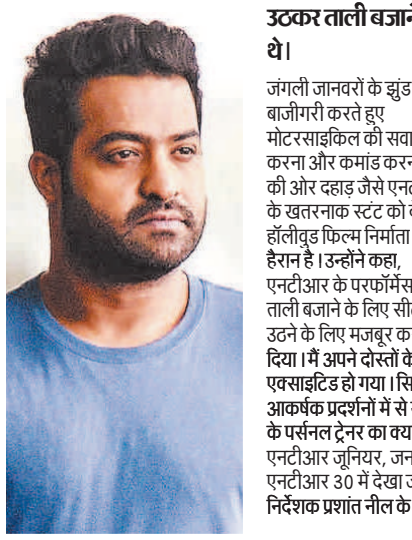 उठकर ताली बजाने
थे।
जंगली जानवरों के झुंड
बाजीगरी करते हुए
मोटरसाइकिल की सवा
करना और कमांड करन
की ओर दहाड़ जैसे एन
के खतरनाक स्टंट को
हॉलीवुड फिल्म निर्माता
हैरान है। उन्होंने कहा,
एनटीआर के परफॉर्मेंस
ताली बजाने के लिए सी
उठने के लिए मजबूर क
दिया। मैं अपने दोस्तों के
एक्साइटिड हो गया। सि
आकर्षक प्रदर्शनों में से
के पर्सनल ट्रेनर का क्य
एनटीआर जूनियर, जन
एनटीआर 30 में देखा ज
निर्देशक प्रशांत नील के